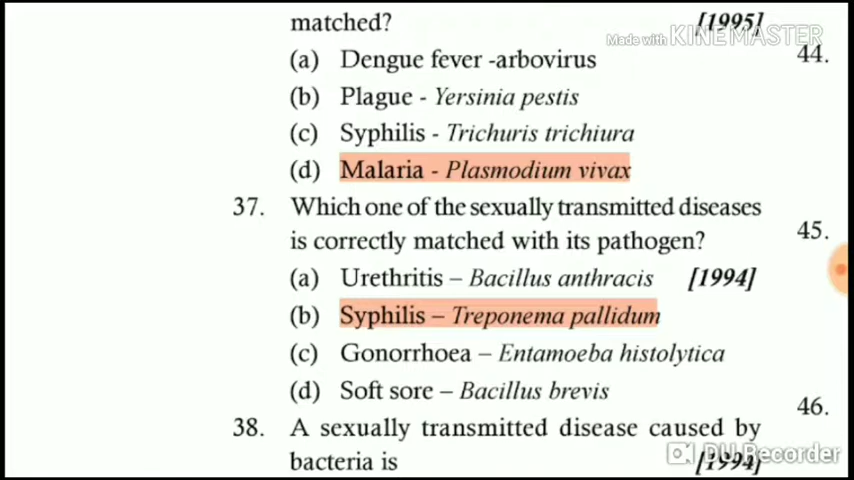 matched? [1995]
Made with KINEMASTER
44.
(a) Dengue fever -arbovirus
(b) Plague - Yersinia pestis
(c) Syphilis - Trichuris trichiura
(d) Malaria - Plasmodium vivax
37. Which one of the sexually transmitted diseases
is correctly matched with its pathogen?
45.
(a) Urethritis – Bacillus anthracis [1994]
(b) Syphilis – Treponema pallidum
(c) Gonorrhoea – Entamoeba histolytica
(d) Soft sore – Bacillus brevis
46.
38. A sexually transmitted disease caused by
bacteria is [1994]
DU Recorder